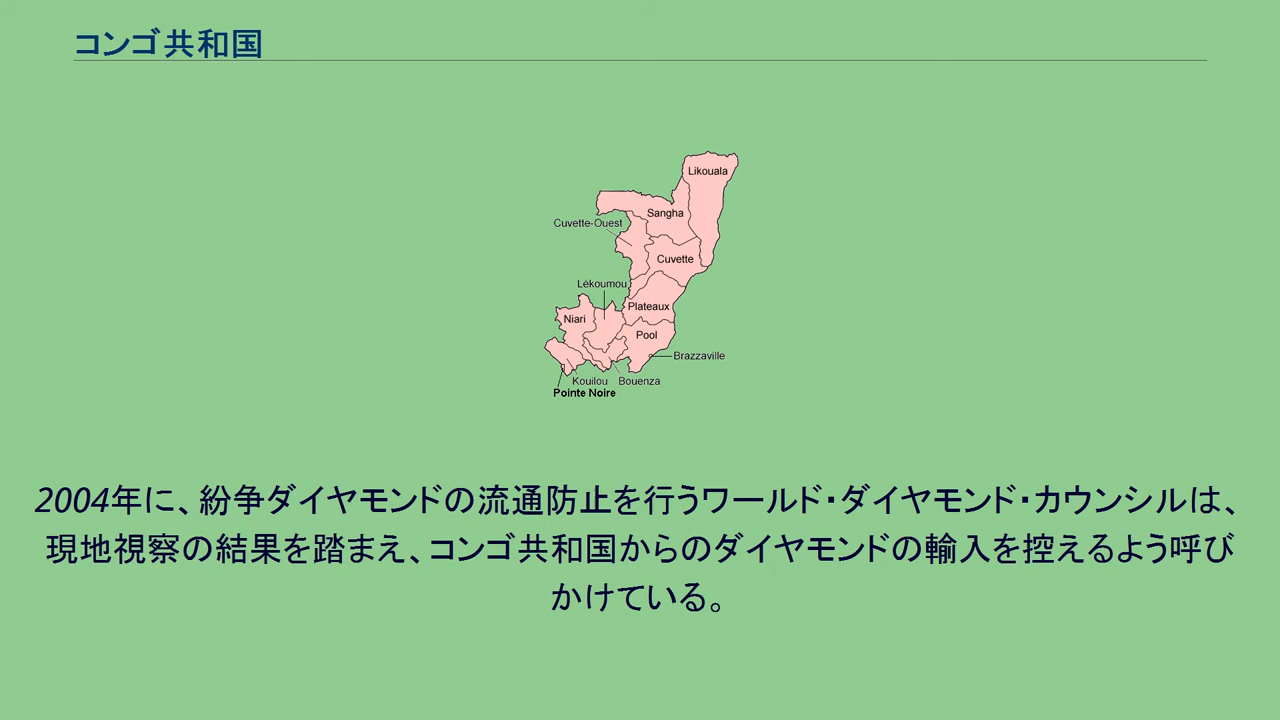 コンゴ共和国
Likouala
Sangha
Cuvette-Ouest
Cuvette
Lékoumou
Plateaux
Niari
Pool
Brazzaville
Kouilou
Bouenza
Pointe Noire
2004年に、紛争ダイヤモンドの流通防止を行うワールド・ダイヤモンド・カウンシルは、
現地視察の結果を踏まえ、コンゴ共和国からのダイヤモンドの輸入を控えるよう呼び
かけている。